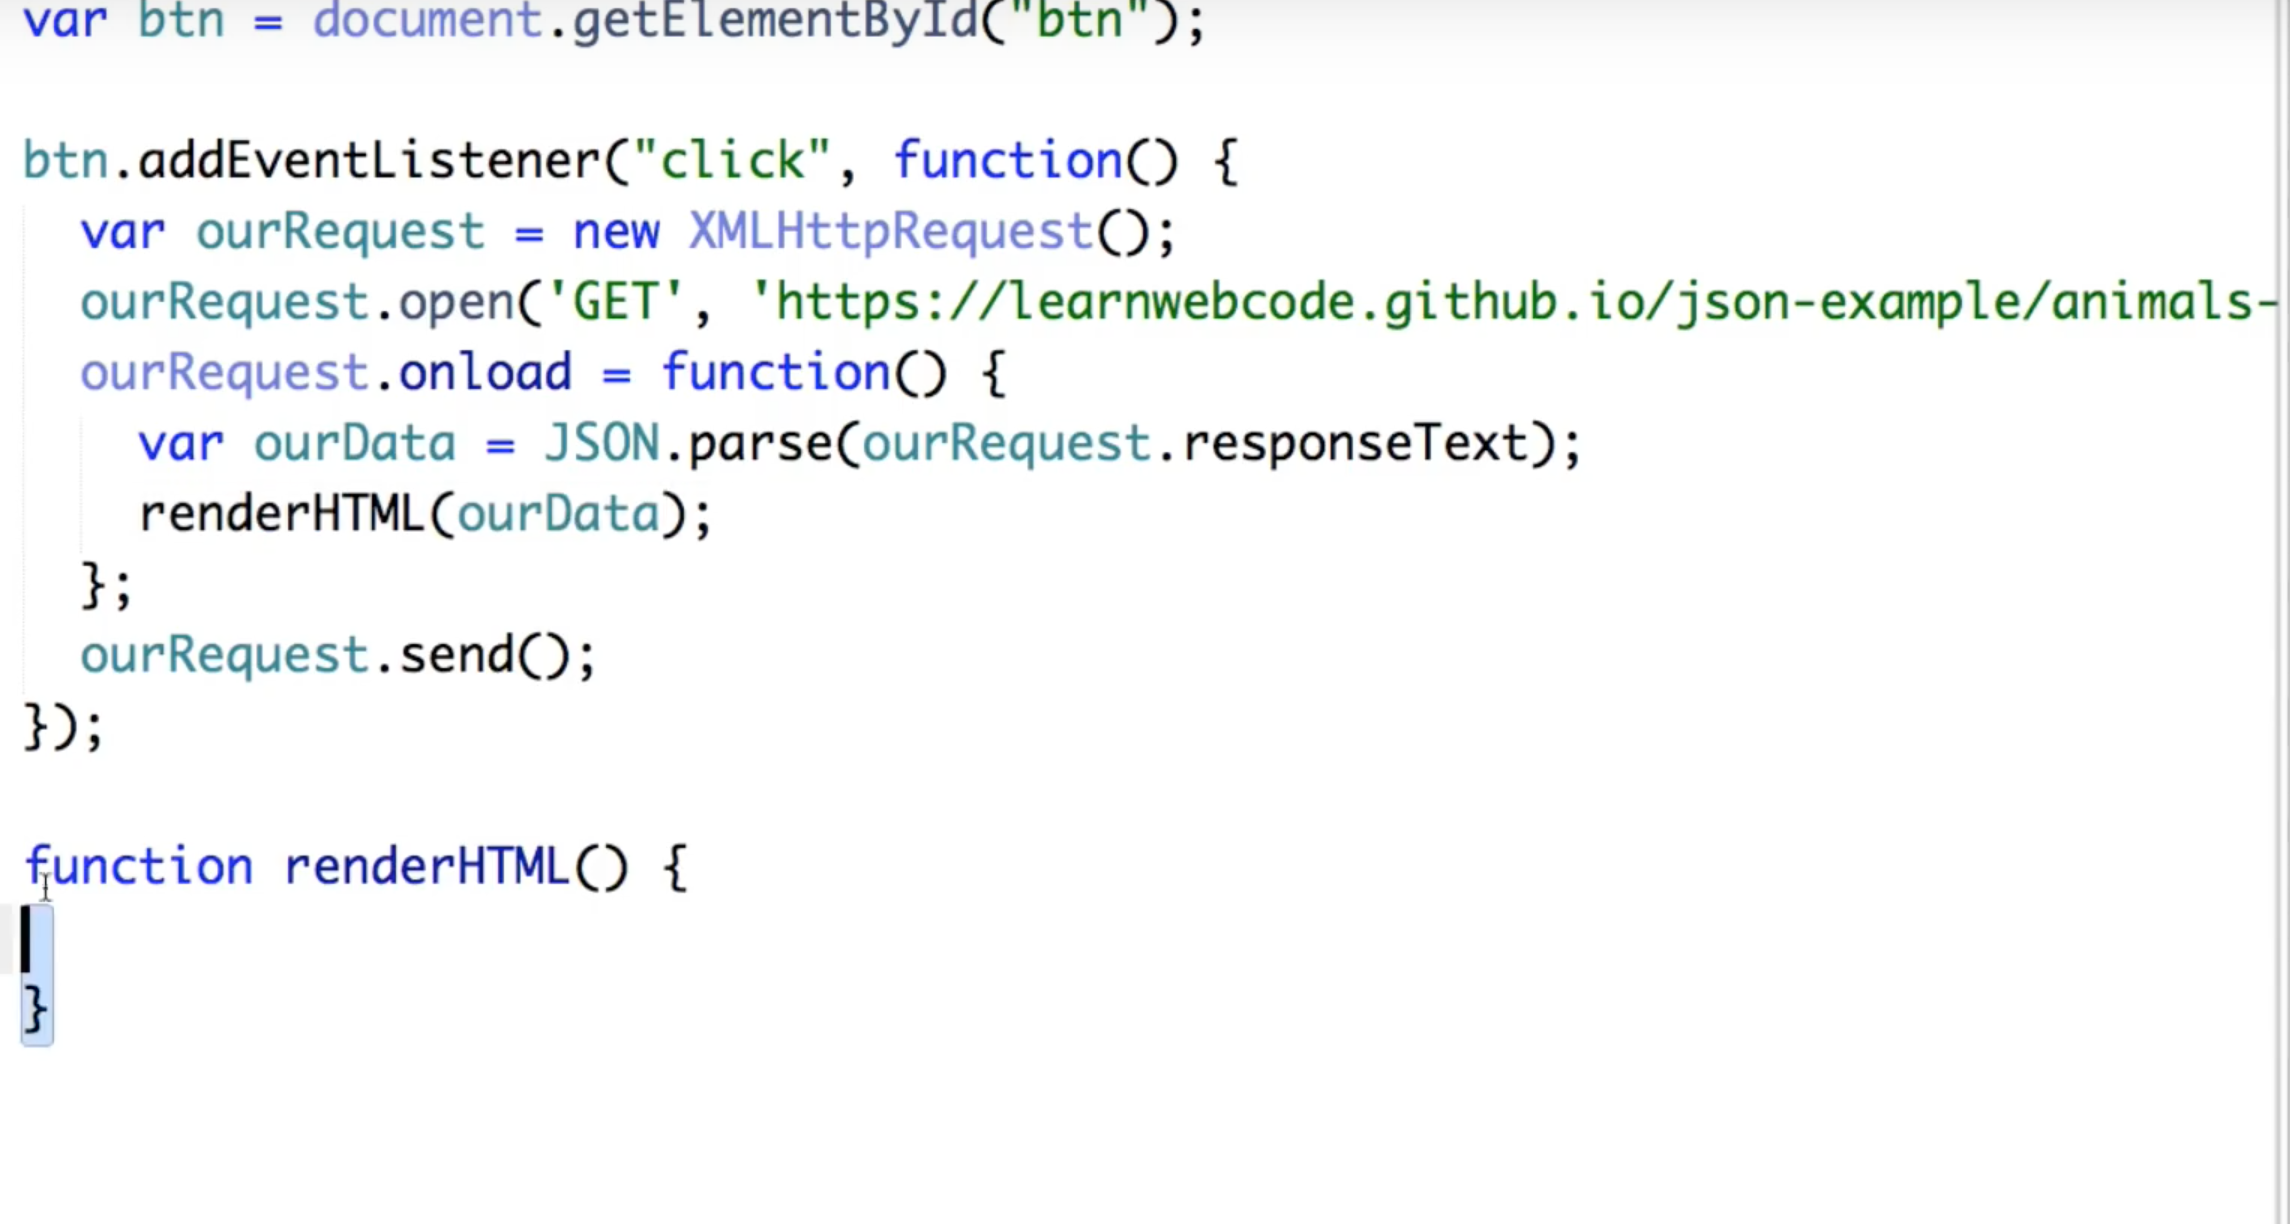 var btn = document.getElementById("btn");
btn.addEventListener("click", function() {
var ourRequest = new XMLHttpRequest();
ourRequest.open('GET', 'https://learnwebcode.github.io/json-example/animals-
ourRequest.onload = function() {
var ourData = JSON.parse(ourRequest.responseText);
renderHTML(ourData);
};
ourRequest.send();
});
function renderHTML() {
}